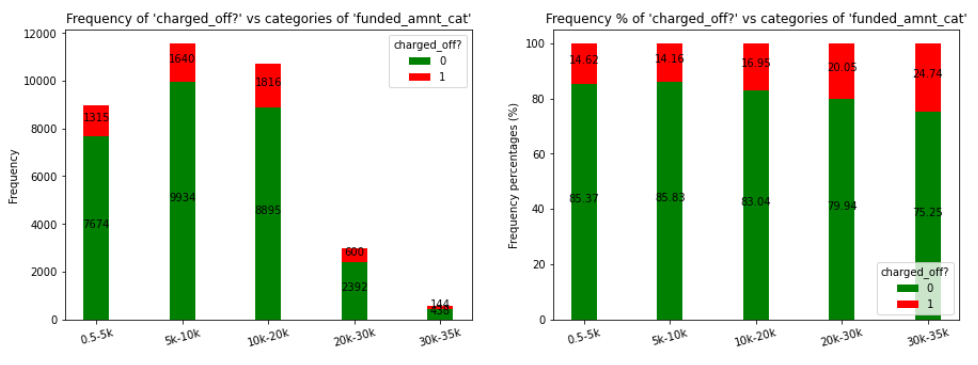 Frequency of 'charged_off?' vs categories of 'funded_amnt_cat'
12000
10000
8000
6000
4000
2000
0
Frequency
charged_off?
0
1
1315
7674
1640
9934
1816
8895
600
2392
144
438
0.5-5k
5k-10k
10k-20k
20k-30k
30k-35k
Frequency % of 'charged_off?' vs categories of 'funded_amnt_cat'
100
80
60
40
20
0
Frequency percentages (%)
14.62
85.37
14.16
85.83
16.95
83.04
20.05
79.94
24.74
75.25
charged_off?
0
1
0.5-5k
5k-10k
10k-20k
20k-30k
30k-35k